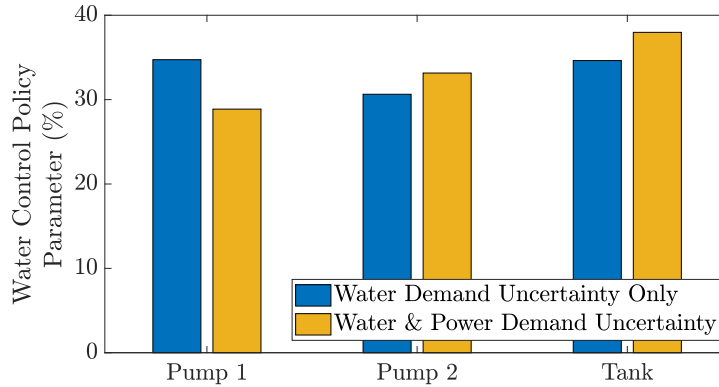 40
30
20
10
0
Water Control Policy
Parameter (%)
Water Demand Uncertainty Only
Water & Power Demand Uncertainty
Pump 1
Pump 2
Tank